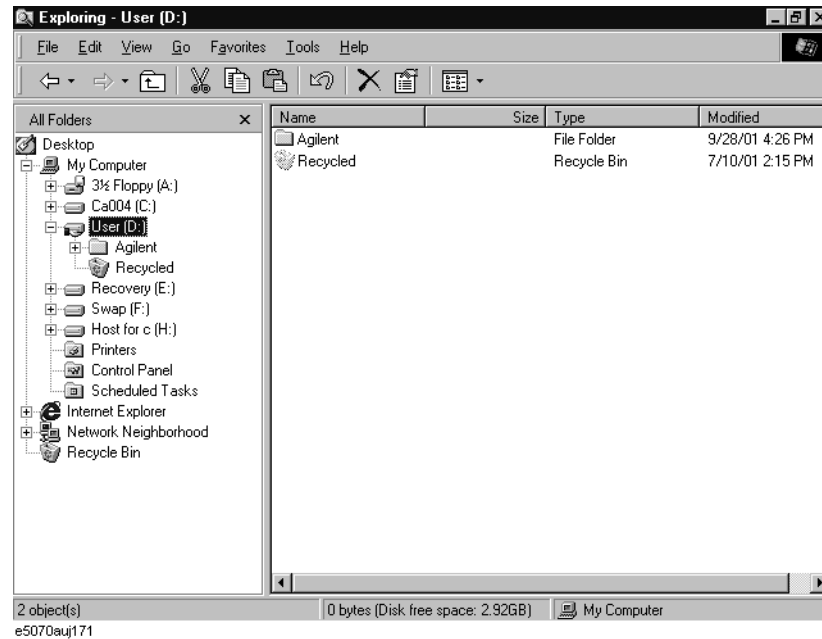 Exploring - User (D:)
File Edit View Go Favorites Tools Help
All Folders
Name Size Type Modified
Agilent File Folder 9/28/01 4:26 PM
Recycled Recycle Bin 7/10/01 2:15 PM
Desktop
My Computer
3½ Floppy (A:)
Ca004 (C:)
User (D:)
Agilent
Recycled
Recovery (E:)
Swap (F:)
Host for c (H:)
Printers
Control Panel
Scheduled Tasks
Internet Explorer
Network Neighborhood
Recycle Bin
2 object(s) 0 bytes (Disk free space: 2.92GB) My Computer
e5070auj171